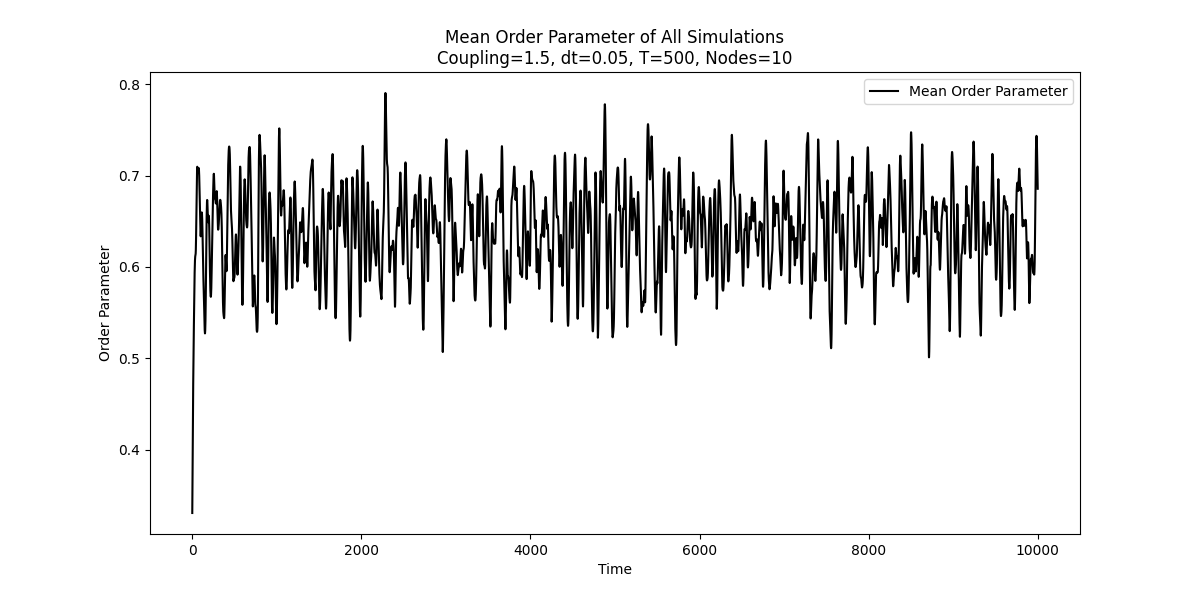 Mean Order Parameter of All Simulations
Coupling=1.5, dt=0.05, T=500, Nodes=10
Mean Order Parameter
Order Parameter
0.8
0.7
0.6
0.5
0.4
0 2000 4000 6000 8000 10000
Time